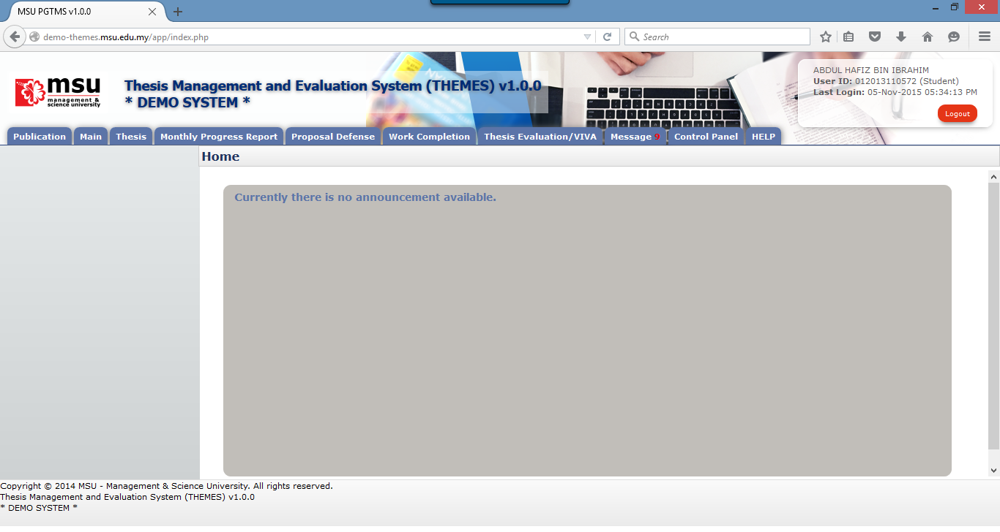 MSU PGTMS v1.0.0
demo-themes.msu.edu.my/app/index.php
Search
msu
management &
science university
Thesis Management and Evaluation System (THEMES) v1.0.0
* DEMO SYSTEM *
ABDUL HAFIZ BIN IBRAHIM
User ID: 012013110572 (Student)
Last Login: 05-Nov-2015 05:34:13 PM
Logout
Publication Main Thesis Monthly Progress Report Proposal Defense Work Completion Thesis Evaluation/VIVA Message 9 Control Panel HELP
Home
Currently there is no announcement available.
Copyright © 2014 MSU - Management & Science University. All rights reserved.
Thesis Management and Evaluation System (THEMES) v1.0.0
* DEMO SYSTEM *